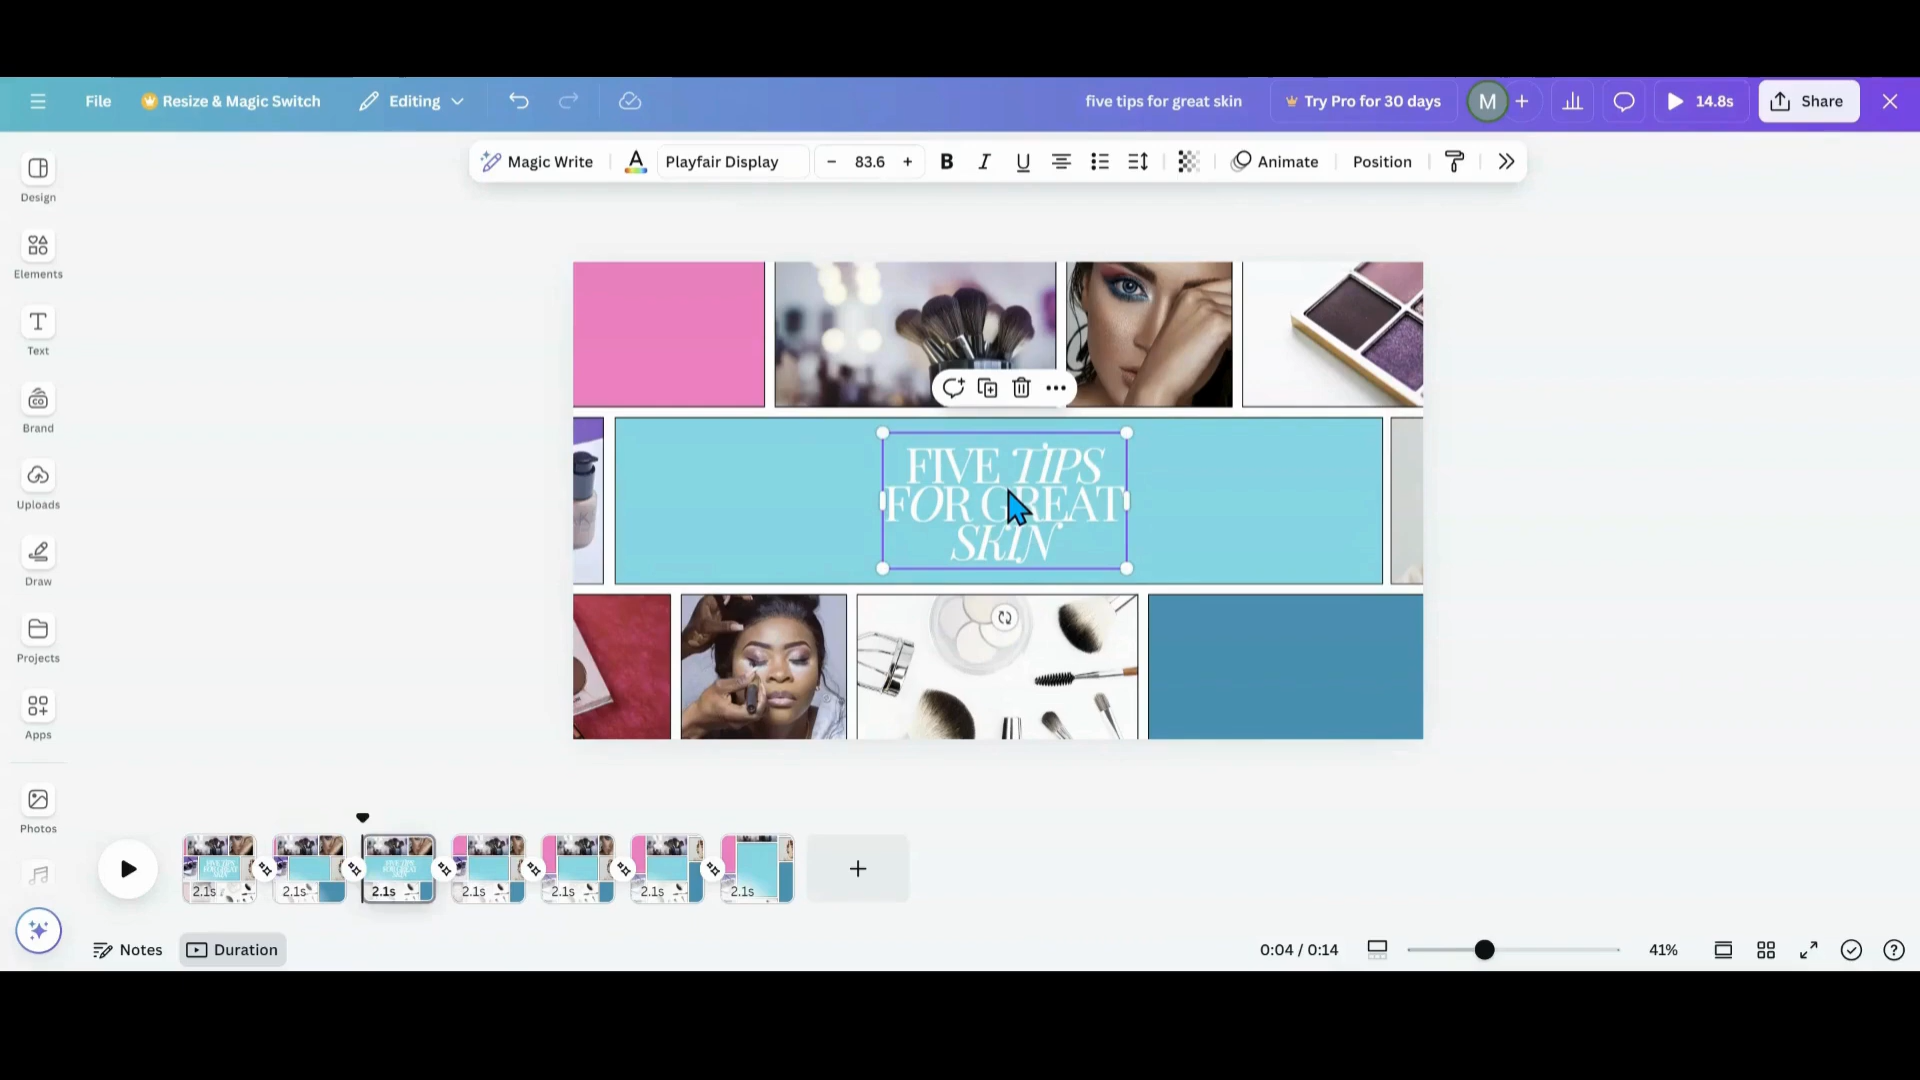 File
Resize & Magic Switch
Editing
five tips for great skin
Try Pro for 30 days
M
14.8s
Share
Magic Write
A
Playfair Display
83.6
B
I
U
Animate
Position
Design
Elements
Text
Brand
Uploads
Draw
Projects
Apps
Photos
FIVE TIPS
FOR GREAT
SKIN
2.1s
2.1s
2.1s
2.1s
2.1s
2.1s
2.1s
Notes
Duration
0:04 / 0:14
41%